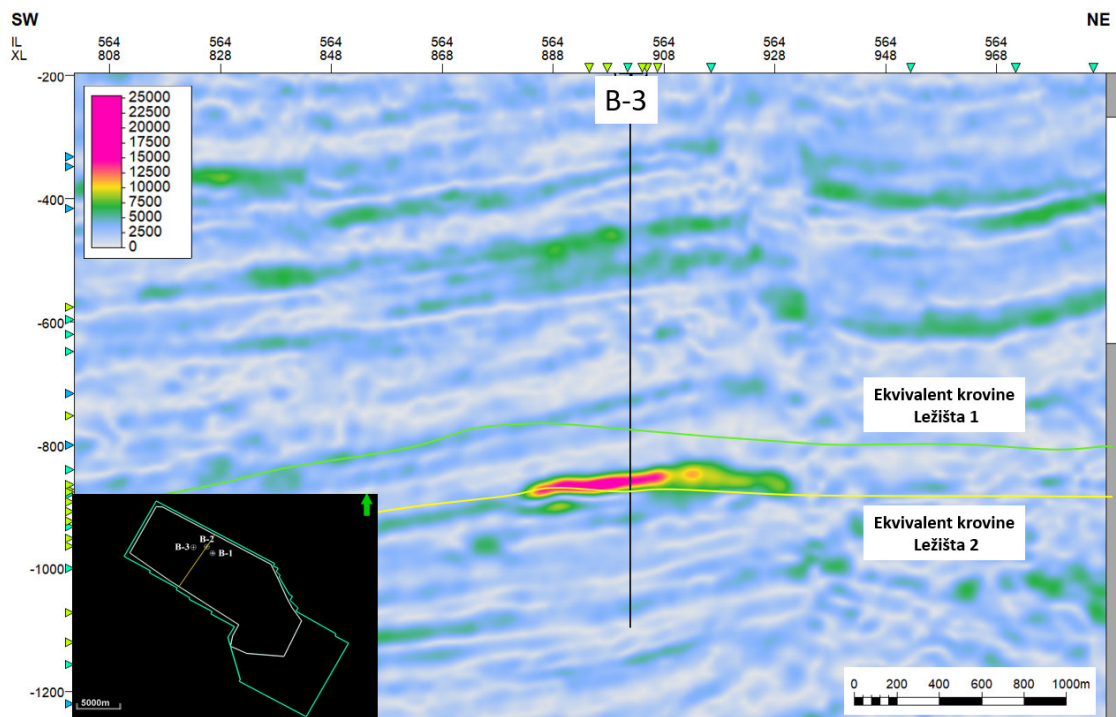 SW NE
IL 564 564 564 564 564 564 564 564 564
XL 808 828 848 868 888 908 928 948 968
-200
-400
-600
-800
-1000
-1200
25000
22500
20000
17500
15000
12500
10000
7500
5000
2500
0
B-3
Ekvivalent krovine
Ležišta 1
Ekvivalent krovine
Ležišta 2
B-2
B-3 B-1
5000m
0 200 400 600 800 1000m